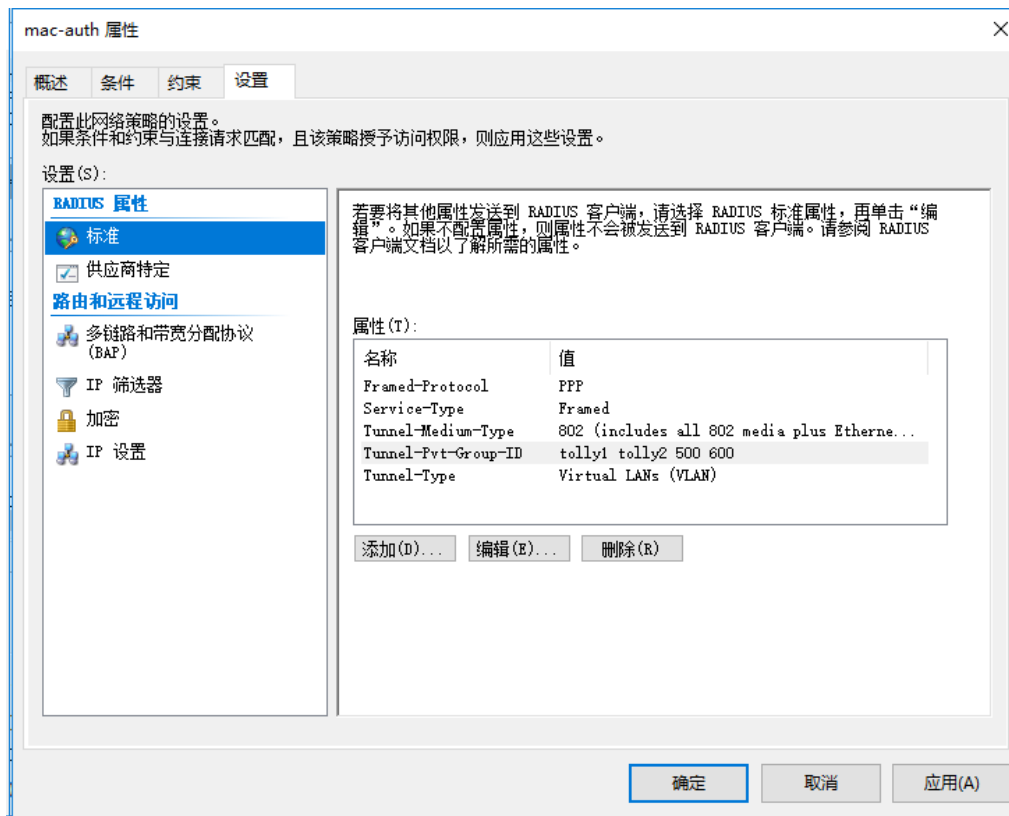 mac-auth 属性
概述 条件 约束 设置
配置此网络策略的设置。
如果条件和约束与连接请求匹配，且该策略授予访问权限，则应用这些设置。
设置(S):
RADIUS 属性
标准
供应商特定
路由和远程访问
多链路和带宽分配协议
(BAP)
IP 筛选器
加密
IP 设置
若要将其他属性发送到 RADIUS 客户端，请选择 RADIUS 标准属性，再单击“编
辑”。如果不配置属性，则属性不会被发送到 RADIUS 客户端。请参阅 RADIUS
客户端文档以了解所需的属性。
属性(T):
名称 值
Framed-Protocol PPP
Service-Type Framed
Tunnel-Medium-Type 802 (includes all 802 media plus Etherne...
Tunnel-Pvt-Group-ID tolly1 tolly2 500 600
Tunnel-Type Virtual LANs (VLAN)
添加(D)... 编辑(E)... 删除(R)
确定 取消 应用(A)